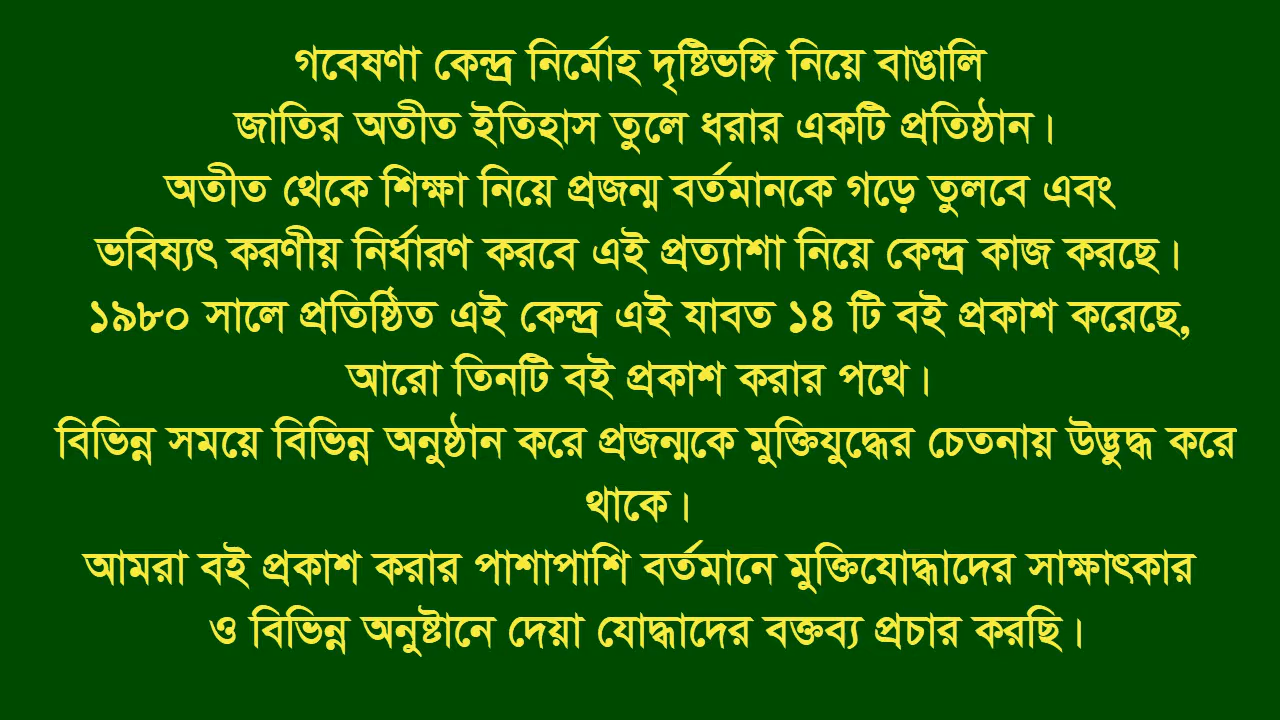 গবেষণা কেন্দ্র নির্মোহ দৃষ্টিভঙ্গি নিয়ে বাঙালি
জাতির অতীত ইতিহাস তুলে ধরার একটি প্রতিষ্ঠান।
অতীত থেকে শিক্ষা নিয়ে প্রজন্ম বর্তমানকে গড়ে তুলবে এবং
ভবিষ্যৎ করণীয় নির্ধারণ করবে এই প্রত্যাশা নিয়ে কেন্দ্র কাজ করছে।
১৯৮০ সালে প্রতিষ্ঠিত এই কেন্দ্র এই যাবত ১৪ টি বই প্রকাশ করেছে,
আরো তিনটি বই প্রকাশ করার পথে।
বিভিন্ন সময়ে বিভিন্ন অনুষ্ঠান করে প্রজন্মকে মুক্তিযুদ্ধের চেতনায় উদ্ভুদ্ধ করে
থাকে।
আমরা বই প্রকাশ করার পাশাপাশি বর্তমানে মুক্তিযোদ্ধাদের সাক্ষাৎকার
ও বিভিন্ন অনুষ্টানে দেয়া যোদ্ধাদের বক্তব্য প্রচার করছি।